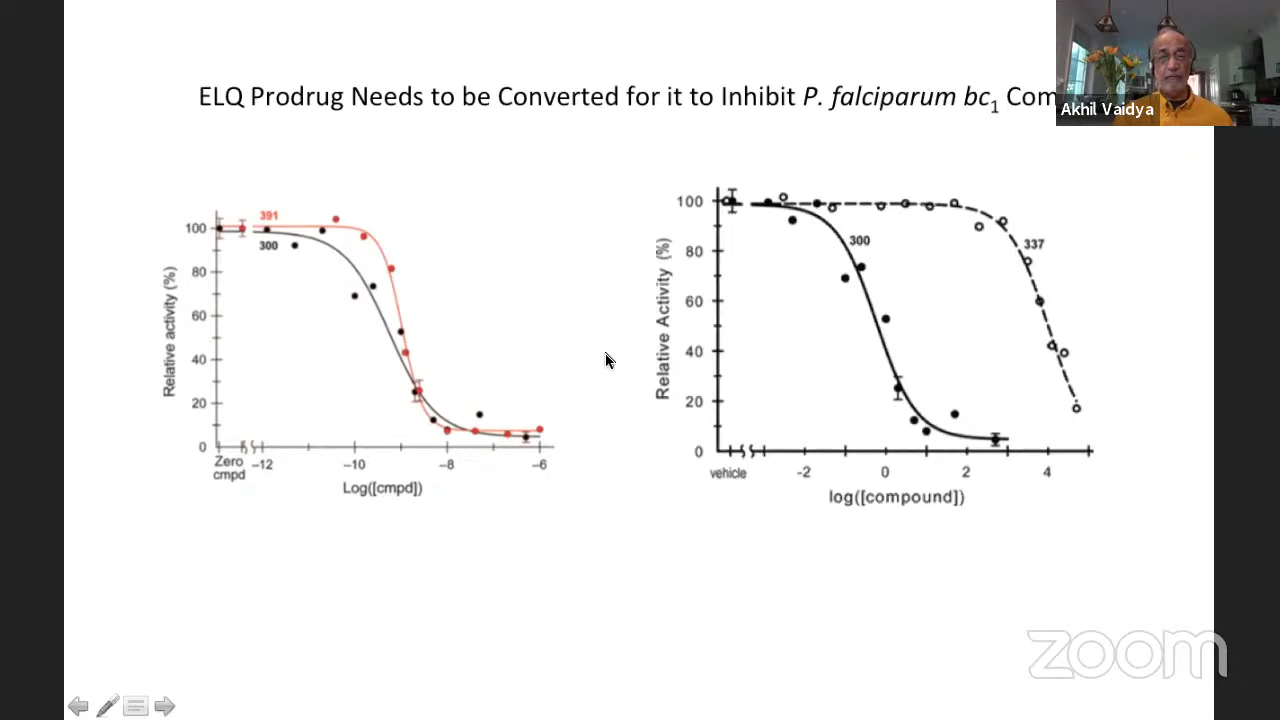 ELQ Prodrug Needs to be Converted for it to Inhibit P. falciparum bc1 Com
Akhil Vaidya
391
300
Relative activity (%)
100
80
60
40
20
0
Zero cmpd
−12
−10
−8
−6
Log([cmpd])
300
337
Relative Activity (%)
100
80
60
40
20
0
vehicle
-2
0
2
4
log([compound])
zoom